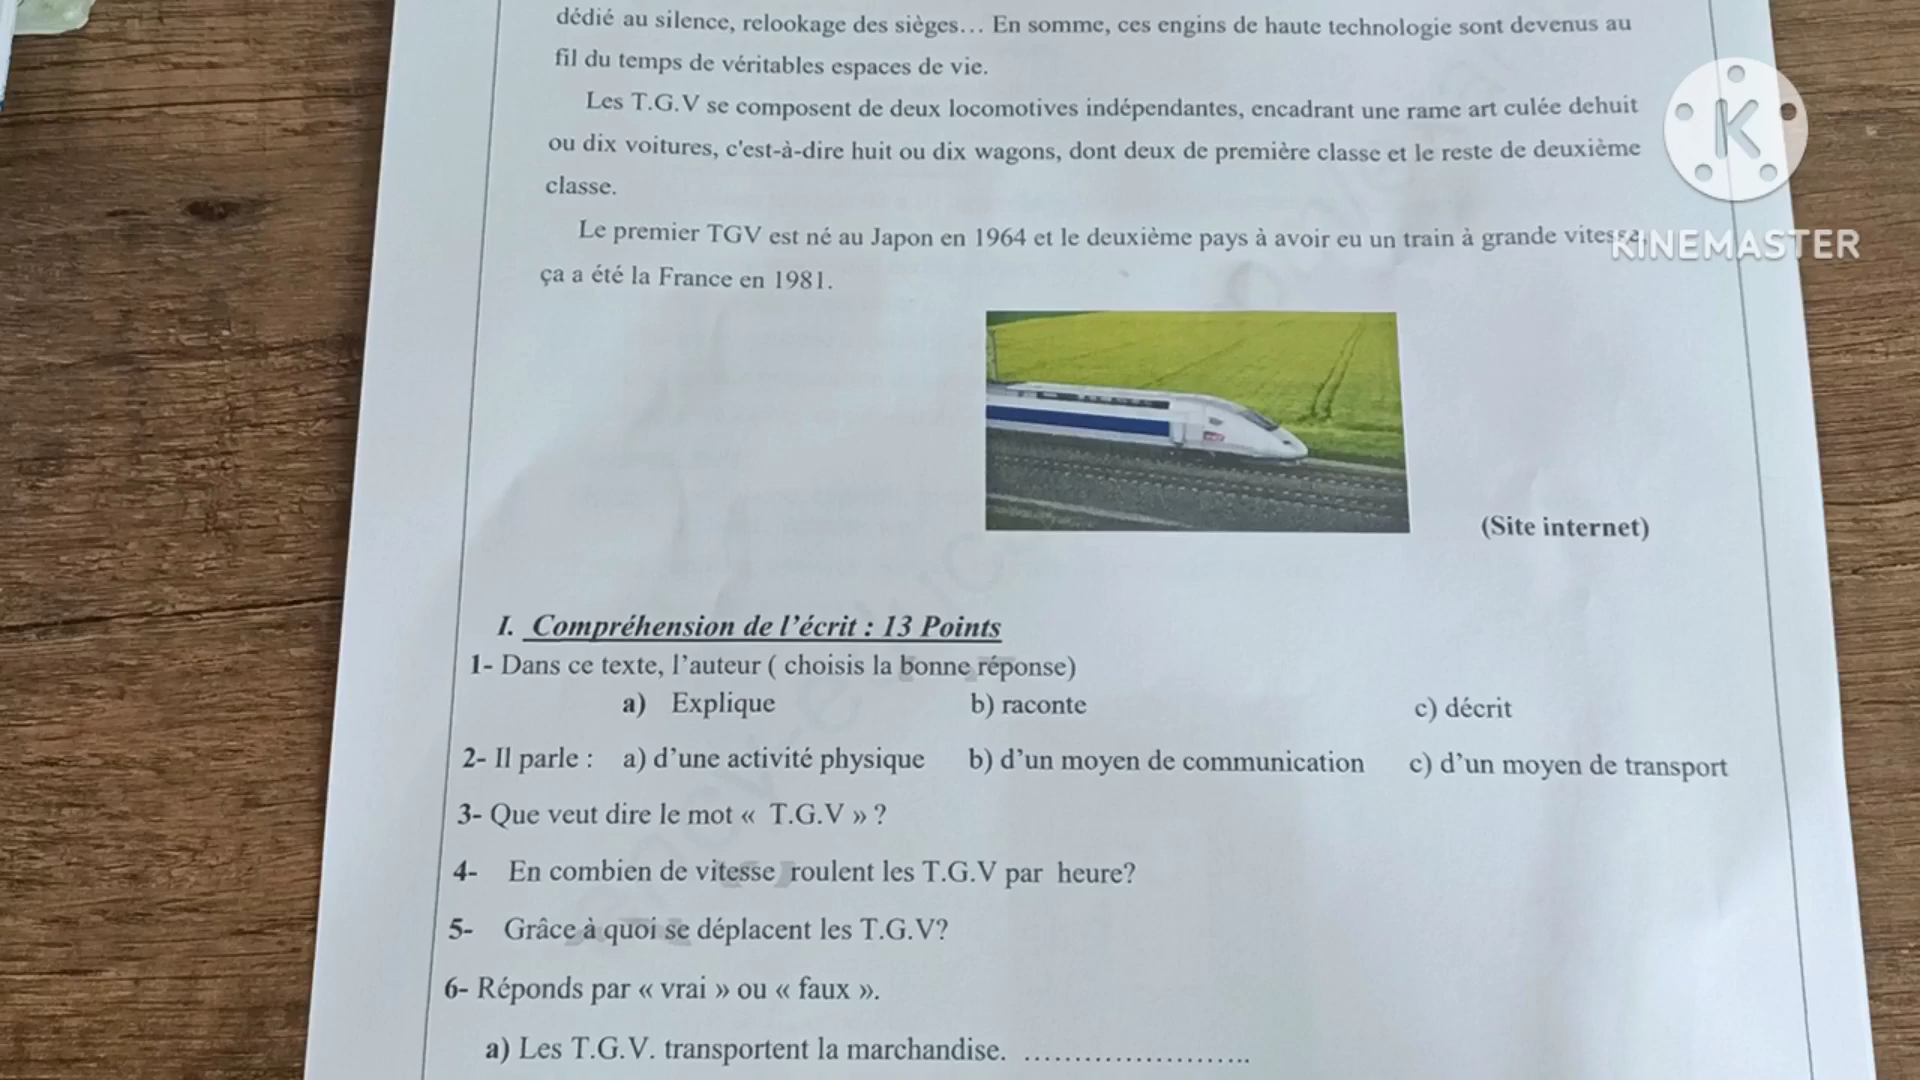 dédié au silence, relookage des sièges… En somme, ces engins de haute technologie sont devenus au
fil du temps de véritables espaces de vie.
Les T.G.V se composent de deux locomotives indépendantes, encadrant une rame art culée dehuit
ou dix voitures, c'est-à-dire huit ou dix wagons, dont deux de première classe et le reste de deuxième
classe.
Le premier TGV est né au Japon en 1964 et le deuxième pays à avoir eu un train à grande vitesse,
KINEMASTER
ça a été la France en 1981.
(Site internet)
I. Compréhension de l’écrit : 13 Points
1- Dans ce texte, l’auteur ( choisis la bonne réponse)
a) Explique b) raconte c) décrit
2- Il parle : a) d’une activité physique b) d’un moyen de communication c) d’un moyen de transport
3- Que veut dire le mot « T.G.V » ?
4- En combien de vitesse roulent les T.G.V par heure?
5- Grâce à quoi se déplacent les T.G.V?
6- Réponds par « vrai » ou « faux ».
a) Les T.G.V. transportent la marchandise. ........................